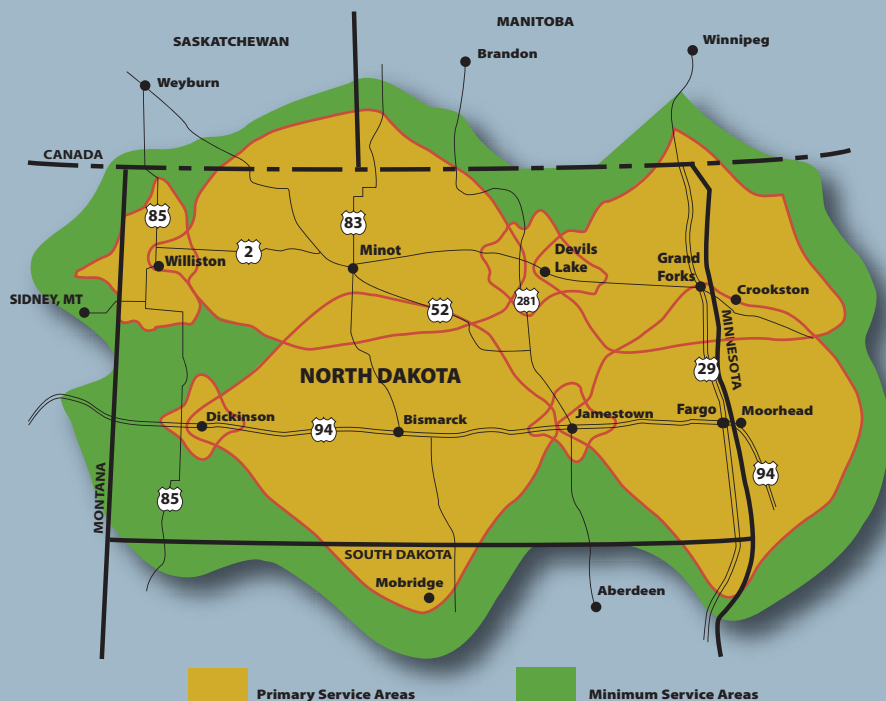 MANITOBA
SASKATCHEWAN
Winnipeg
Brandon
Weyburn
CANADA
85
83
2
Minot
Devils
Lake
Williston
Grand
Forks
Crookston
SIDNEY, MT
281
52
MINNESOTA
NORTH DAKOTA
29
Dickinson
94
Bismarck
Jamestown
Fargo
Moorhead
94
85
MONTANA
SOUTH DAKOTA
Mobridge
Aberdeen
Primary Service Areas
Minimum Service Areas